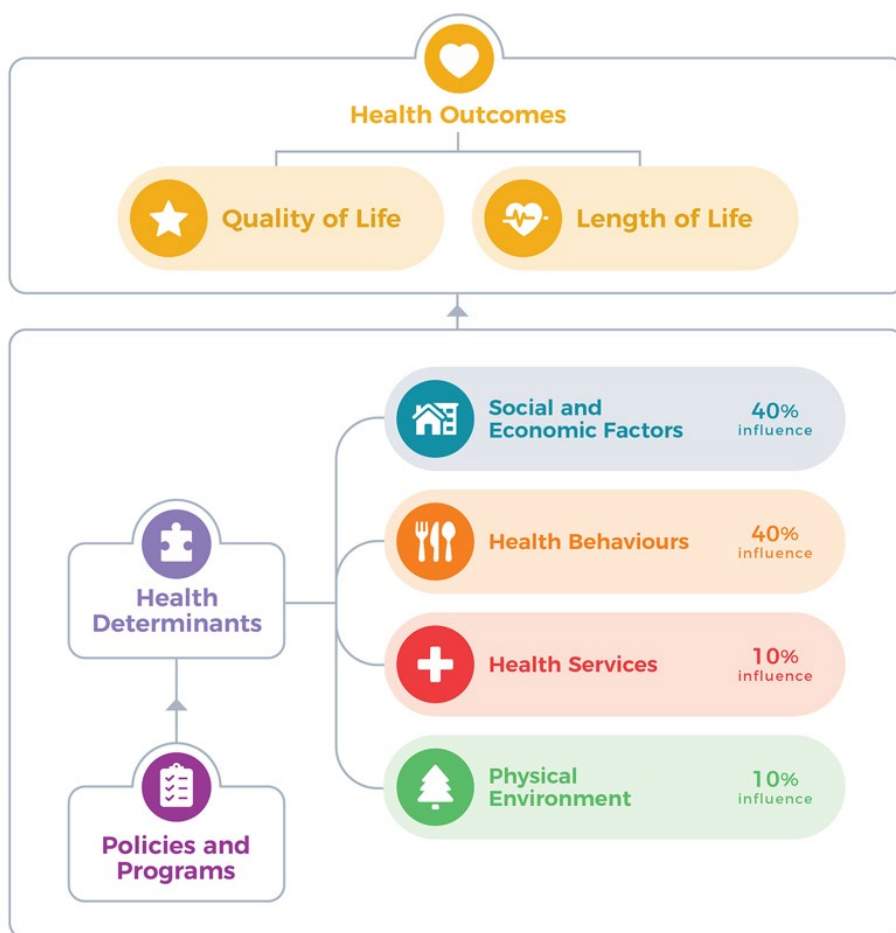 Health Outcomes
Quality of Life
Length of Life
Social and
Economic Factors
40%
influence
Health Behaviours
40%
influence
Health
Determinants
Health Services
10%
influence
Physical
Environment
10%
influence
Policies and
Programs